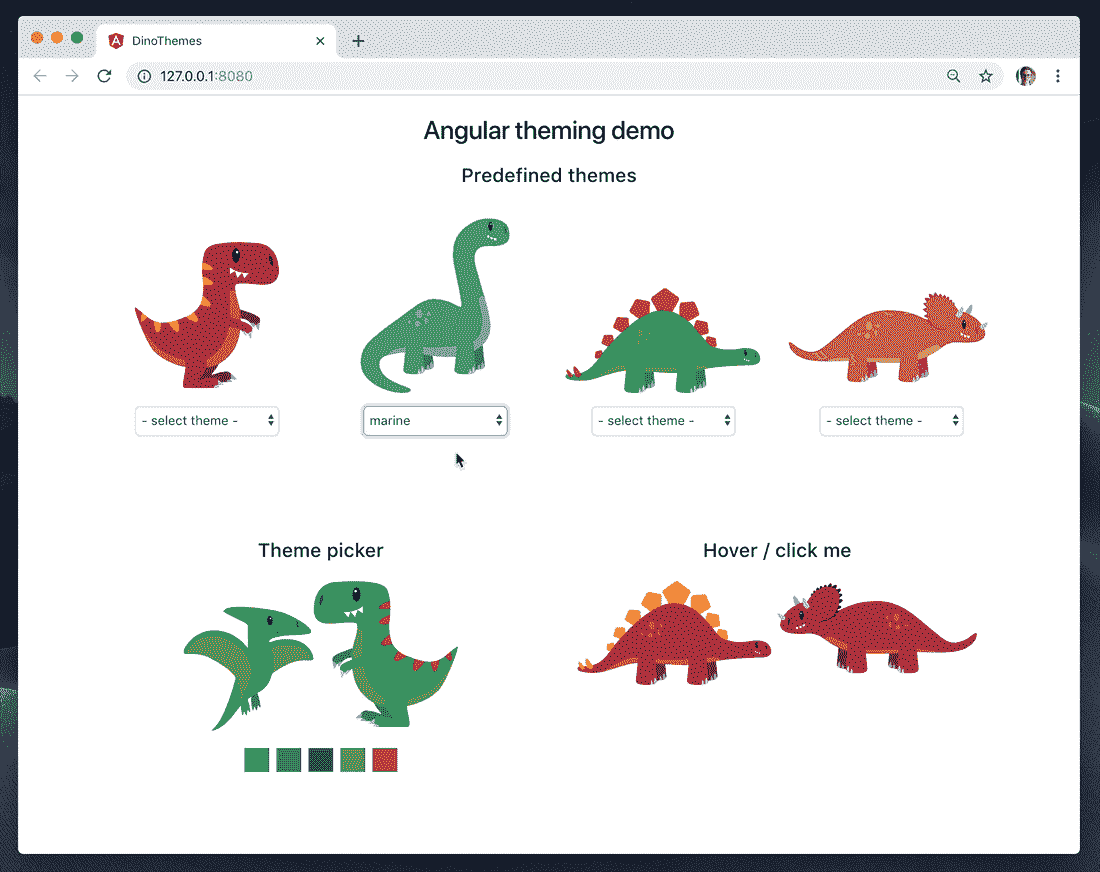 DinoThemes
127.0.0.1:8080
Angular theming demo
Predefined themes
- select theme -
marine
- select theme -
- select theme -
Theme picker
Hover / click me